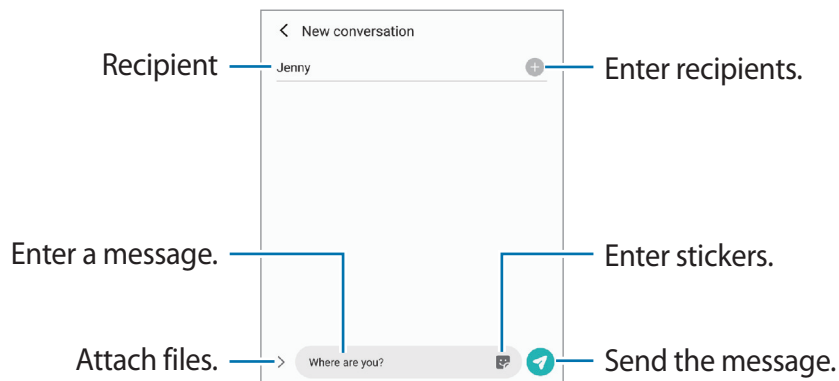 New conversation
Recipient
Jenny
Enter recipients.
Enter a message.
Enter stickers.
Attach files.
Where are you?
Send the message.